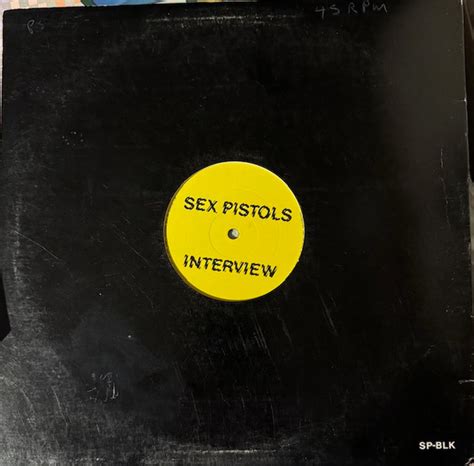 45 RPM
SEX PISTOLS
INTERVIEW
SP-BLK